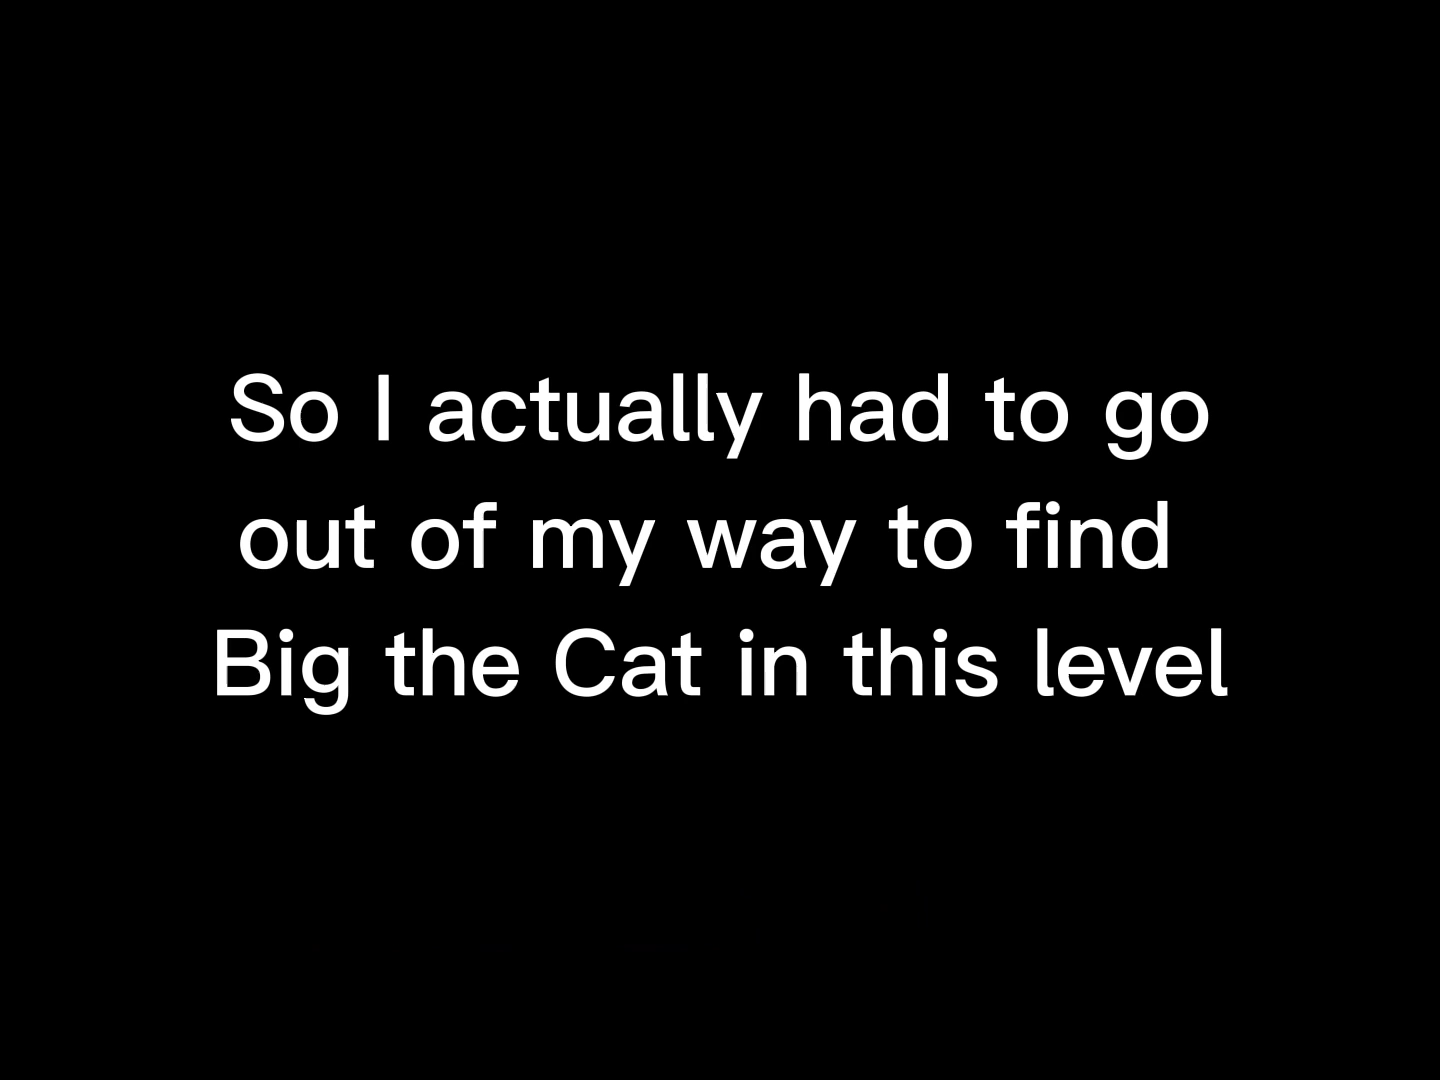 So I actually had to go
out of my way to find
Big the Cat in this level